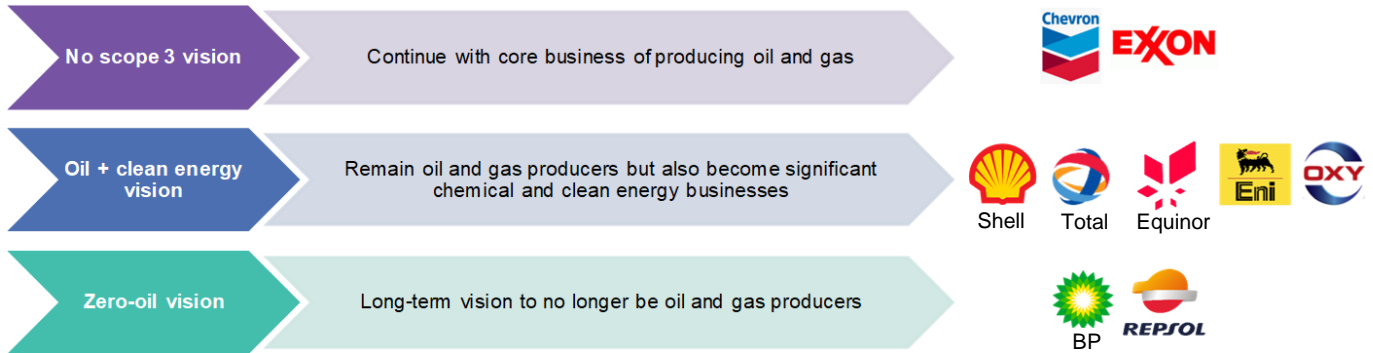 No scope 3 vision
Continue with core business of producing oil and gas
Chevron
EXXON
Oil + clean energy
vision
Remain oil and gas producers but also become significant
chemical and clean energy businesses
Shell
Total
Equinor
Eni
OXY
Zero-oil vision
Long-term vision to no longer be oil and gas producers
BP
REPSOL